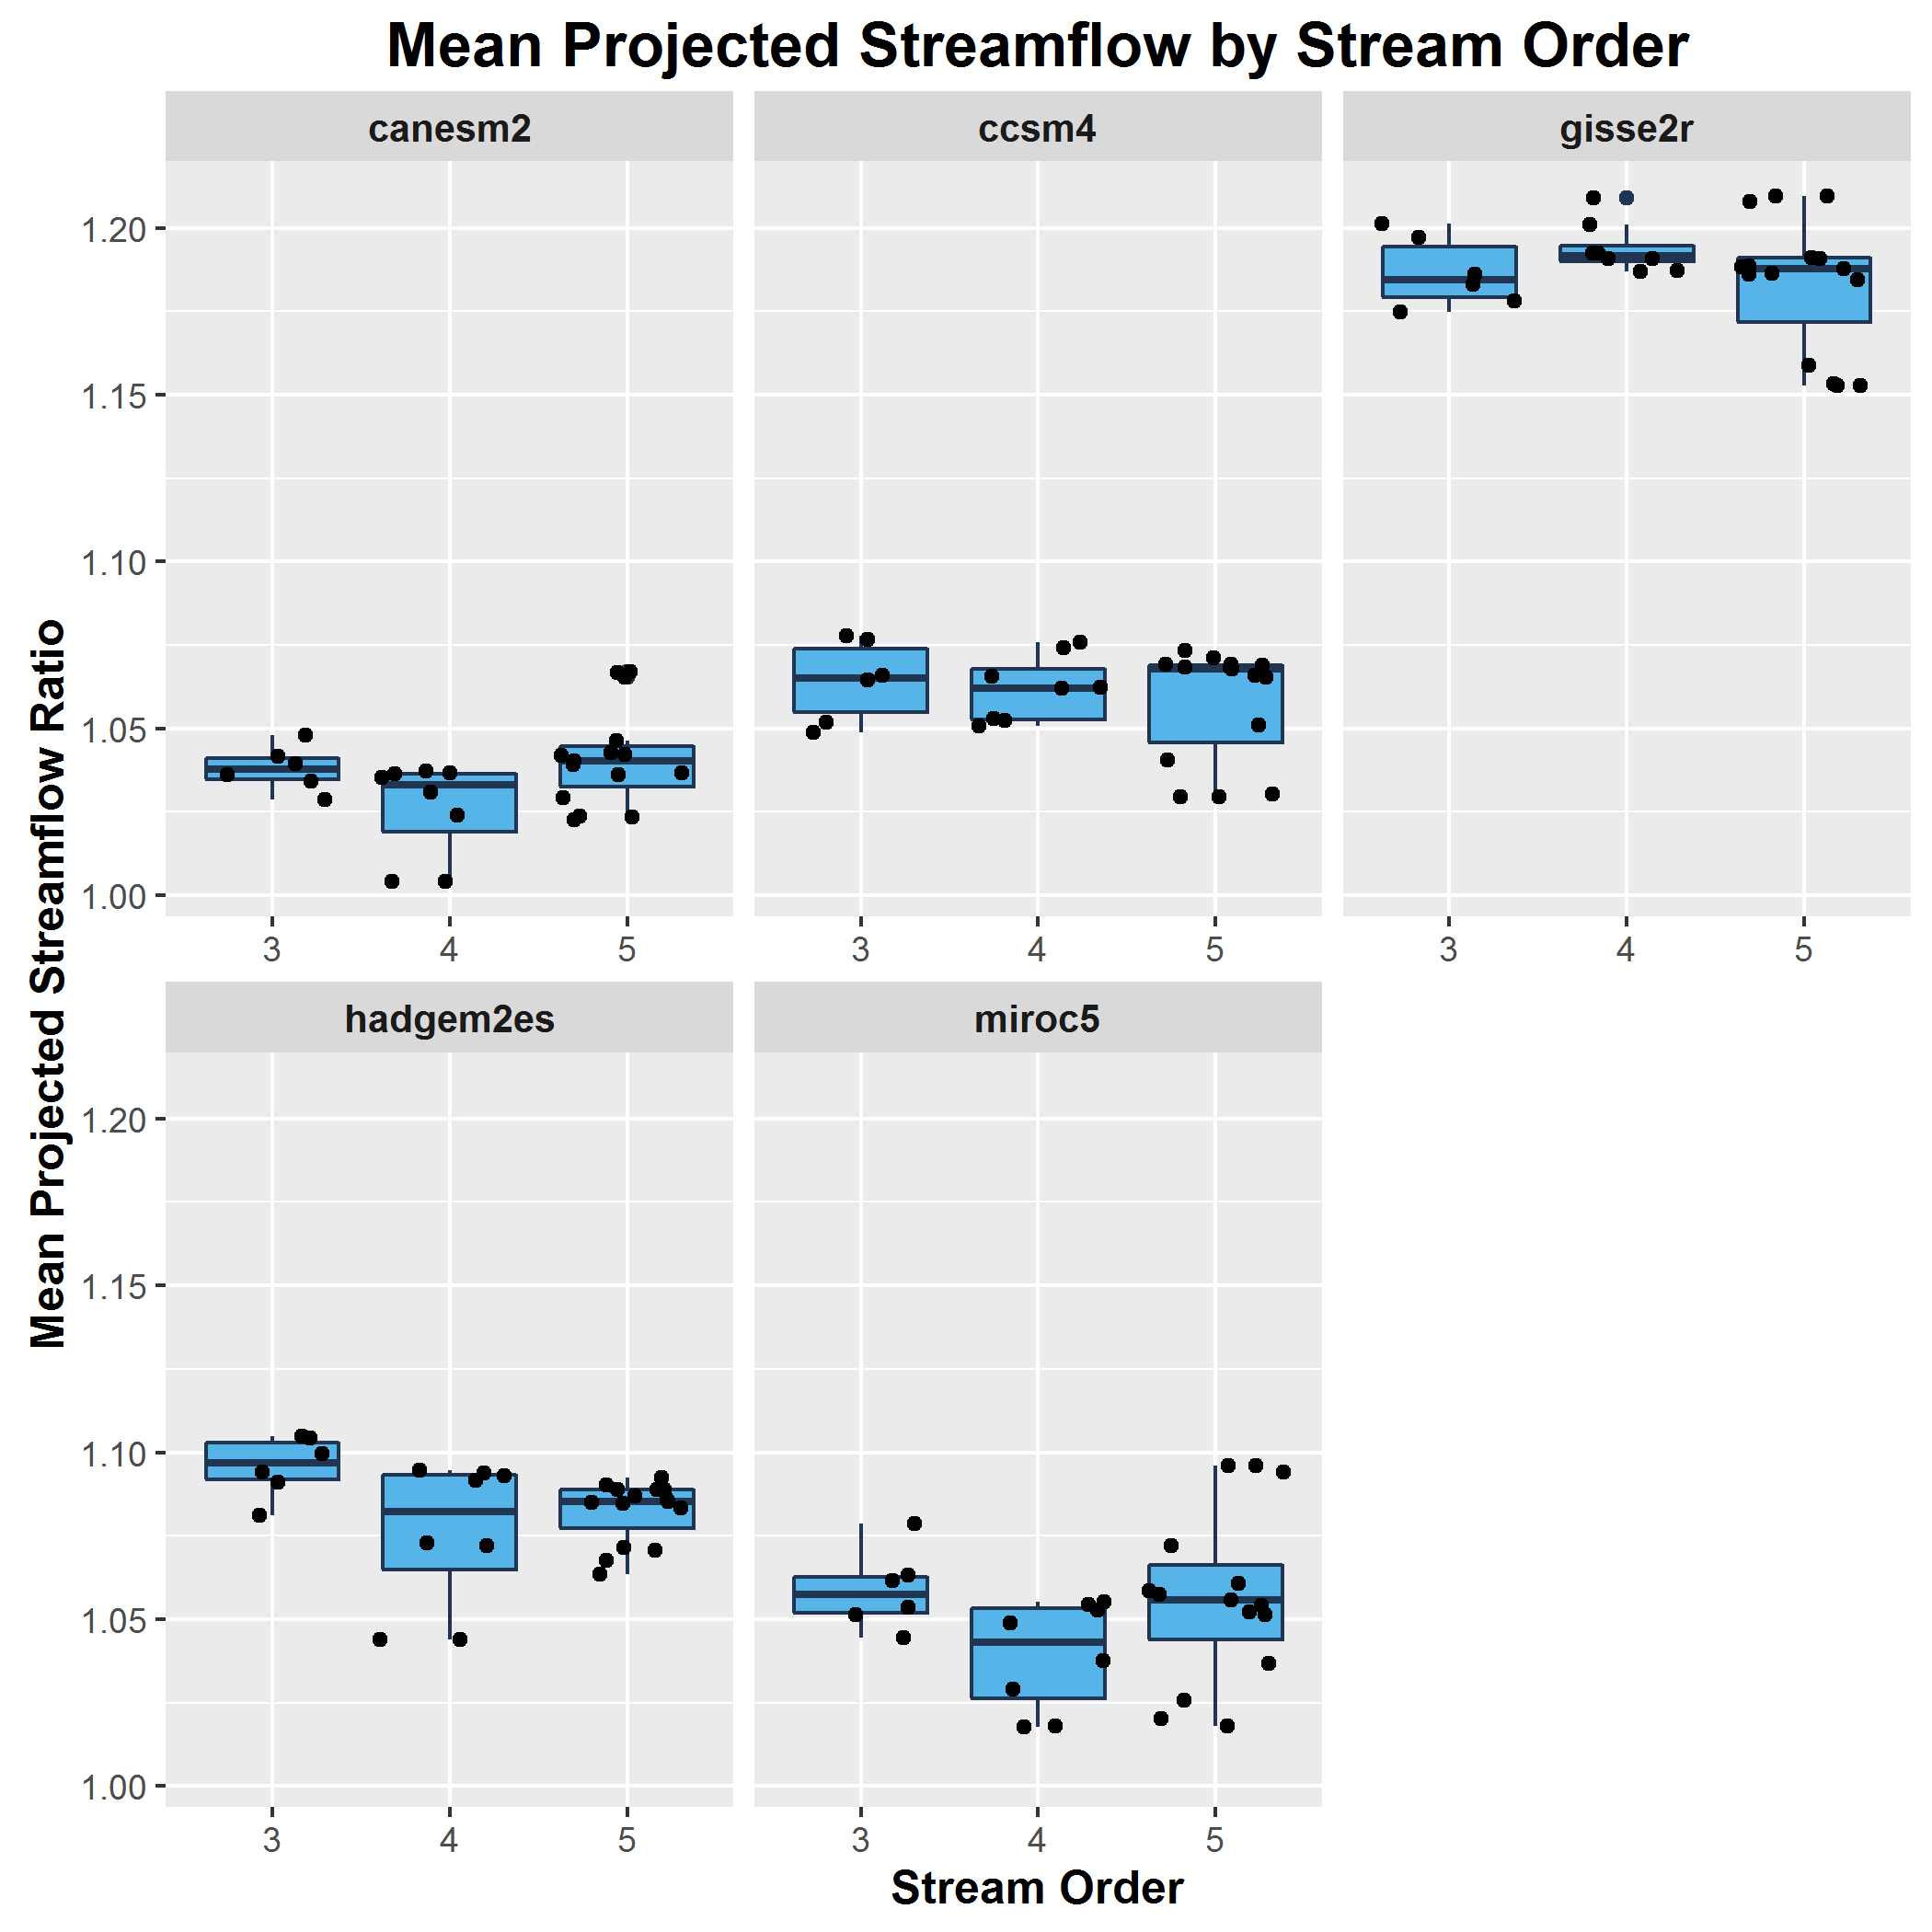 Mean Projected Streamflow by Stream Order
canesm2
ccsm4
gisse2r
1.20
1.15
1.10
1.05
1.00
3 4 5
3 4 5
3 4 5
Mean Projected Streamflow Ratio
hadgem2es
miroc5
1.20
1.15
1.10
1.05
1.00
3 4 5
3 4 5
Stream Order